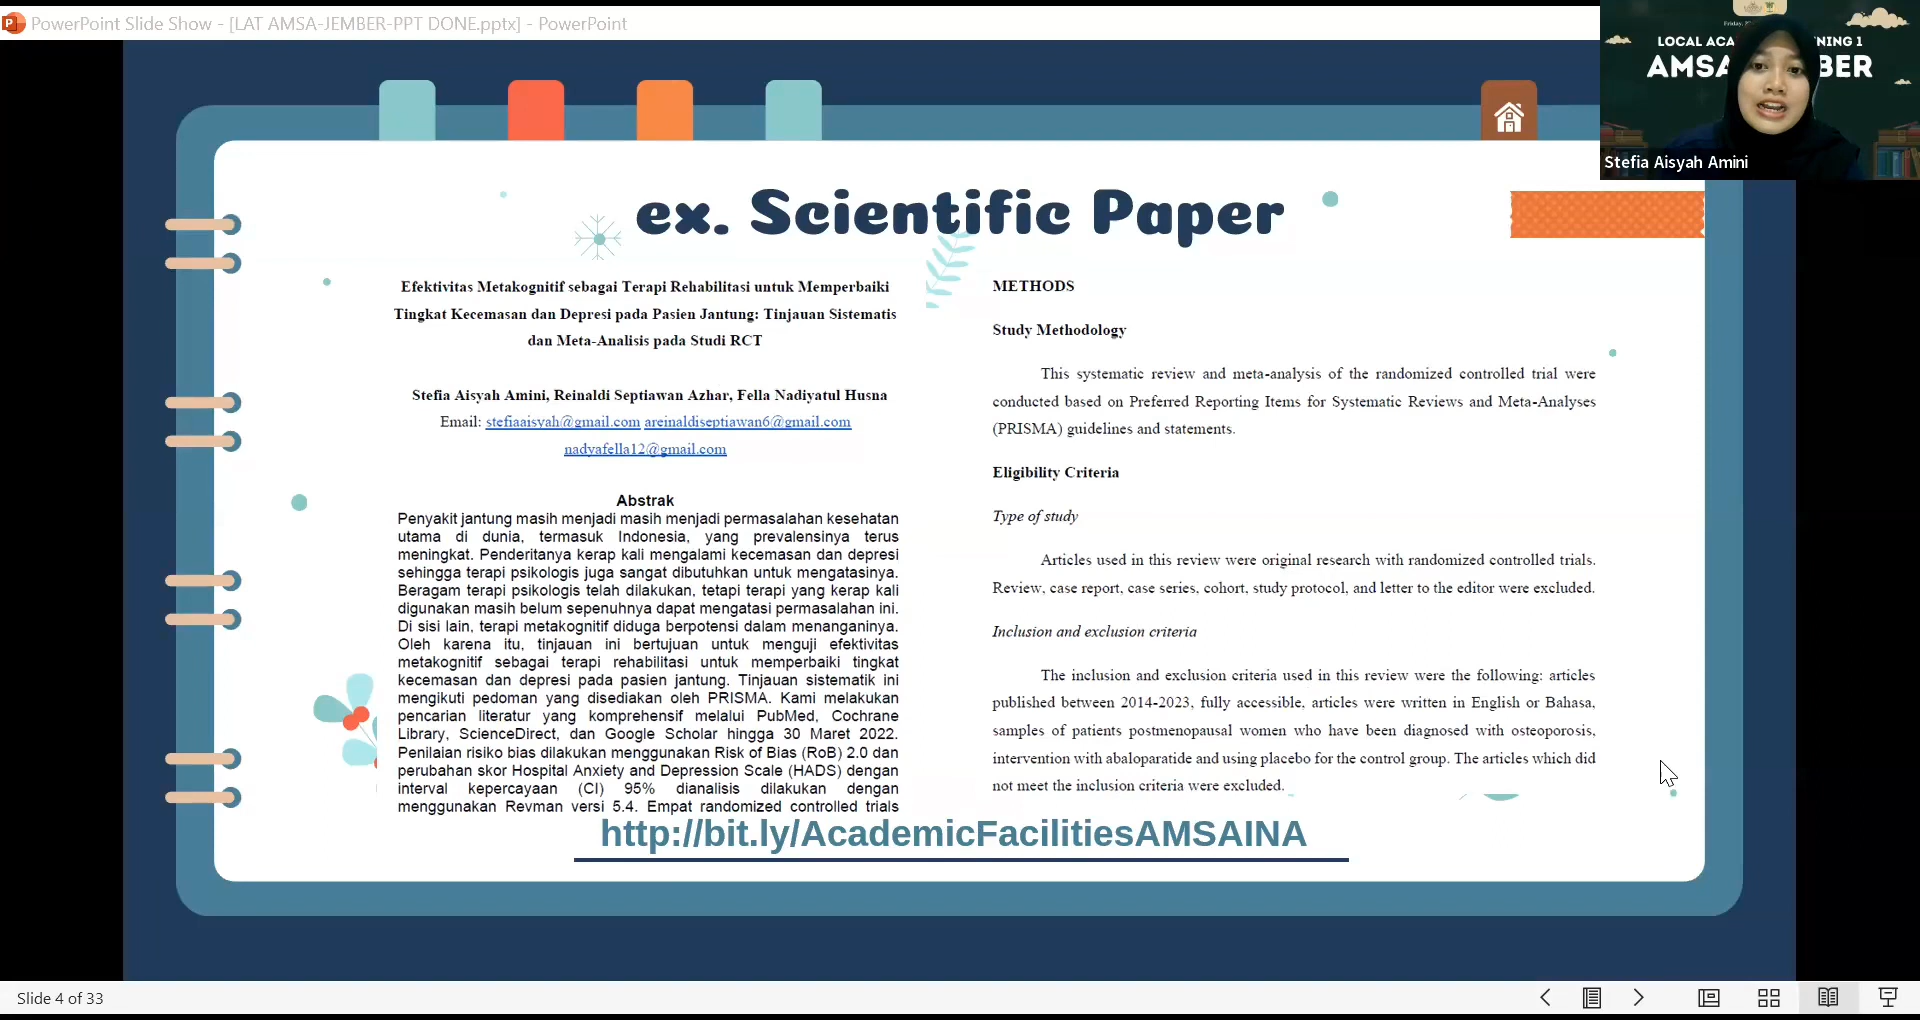 PowerPoint Slide Show - [LAT AMSA-JEMBER-PPT DONE.pptx] - PowerPoint
LOCAL ACA NING 1
AMSA BER
Stefia Aisyah Amini
ex. Scientific Paper
Efektivitas Metakognitif sebagai Terapi Rehabilitasi untuk Memperbaiki
Tingkat Kecemasan dan Depresi pada Pasien Jantung: Tinjauan Sistematis
dan Meta-Analisis pada Studi RCT
Stefia Aisyah Amini, Reinaldi Septiawan Azhar, Fella Nadiyatul Husna
Email: stefiaaisyah@gmail.com areinaldiseptiawan6@gmail.com
nadyafella12@gmail.com
Abstrak
Penyakit jantung masih menjadi masih menjadi permasalahan kesehatan
utama di dunia, termasuk Indonesia, yang prevalensinya terus
meningkat. Penderitanya kerap kali mengalami kecemasan dan depresi
sehingga terapi psikologis juga sangat dibutuhkan untuk mengatasinya.
Beragam terapi psikologis telah dilakukan, tetapi terapi yang kerap kali
digunakan masih belum sepenuhnya dapat mengatasi permasalahan ini.
Di sisi lain, terapi metakognitif diduga berpotensi dalam menanganinya.
Oleh karena itu, tinjauan ini bertujuan untuk menguji efektivitas
metakognitif sebagai terapi rehabilitasi untuk memperbaiki tingkat
kecemasan dan depresi pada pasien jantung. Tinjauan sistematik ini
mengikuti pedoman yang disediakan oleh PRISMA. Kami melakukan
pencarian literatur yang komprehensif melalui PubMed, Cochrane
Library, ScienceDirect, dan Google Scholar hingga 30 Maret 2022.
Penilaian risiko bias dilakukan menggunakan Risk of Bias (RoB) 2.0 dan
perubahan skor Hospital Anxiety and Depression Scale (HADS) dengan
interval kepercayaan (CI) 95% dianalisis dilakukan dengan
menggunakan Revman versi 5.4. Empat randomized controlled trials
METHODS
Study Methodology
This systematic review and meta-analysis of the randomized controlled trial were
conducted based on Preferred Reporting Items for Systematic Reviews and Meta-Analyses
(PRISMA) guidelines and statements.
Eligibility Criteria
Type of study
Articles used in this review were original research with randomized controlled trials.
Review, case report, case series, cohort, study protocol, and letter to the editor were excluded.
Inclusion and exclusion criteria
The inclusion and exclusion criteria used in this review were the following: articles
published between 2014-2023, fully accessible, articles were written in English or Bahasa,
samples of patients postmenopausal women who have been diagnosed with osteoporosis,
intervention with abaloparatide and using placebo for the control group. The articles which did
not meet the inclusion criteria were excluded.
http://bit.ly/AcademicFacilitiesAMSAINA
Slide 4 of 33